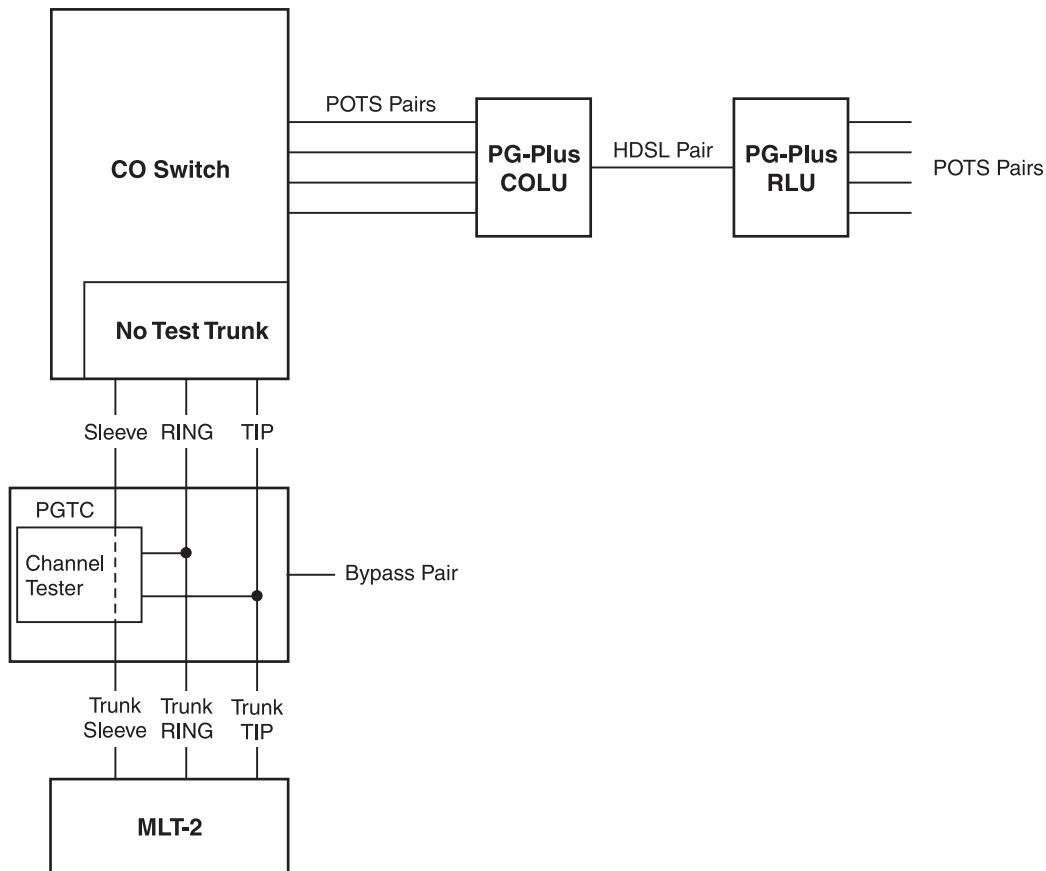 POTS Pairs
CO Switch
PG-Plus
COLU
HDSL Pair
PG-Plus
RLU
POTS Pairs
No Test Trunk
Sleeve RING TIP
PGTC
Channel
Tester
Bypass Pair
Trunk Trunk Trunk
Sleeve RING TIP
MLT-2